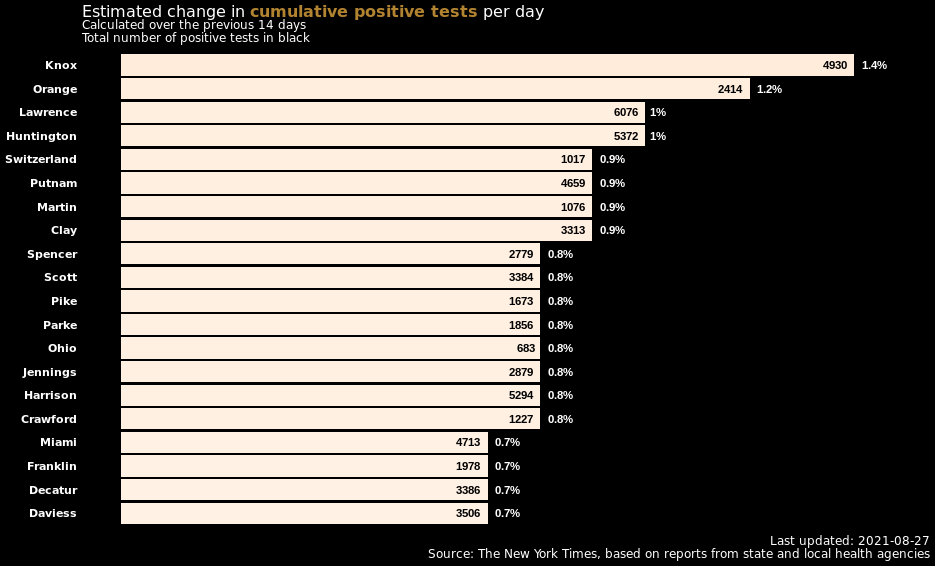 Estimated change in cumulative positive tests per day
Calculated over the previous 14 days
Total number of positive tests in black
Knox 4930 1.4%
Orange 2414 1.2%
Lawrence 6076 1%
Huntington 5372 1%
Switzerland 1017 0.9%
Putnam 4659 0.9%
Martin 1076 0.9%
Clay 3313 0.9%
Spencer 2779 0.8%
Scott 3384 0.8%
Pike 1673 0.8%
Parke 1856 0.8%
Ohio 683 0.8%
Jennings 2879 0.8%
Harrison 5294 0.8%
Crawford 1227 0.8%
Miami 4713 0.7%
Franklin 1978 0.7%
Decatur 3386 0.7%
Daviess 3506 0.7%
Last updated: 2021-08-27
Source: The New York Times, based on reports from state and local health agencies